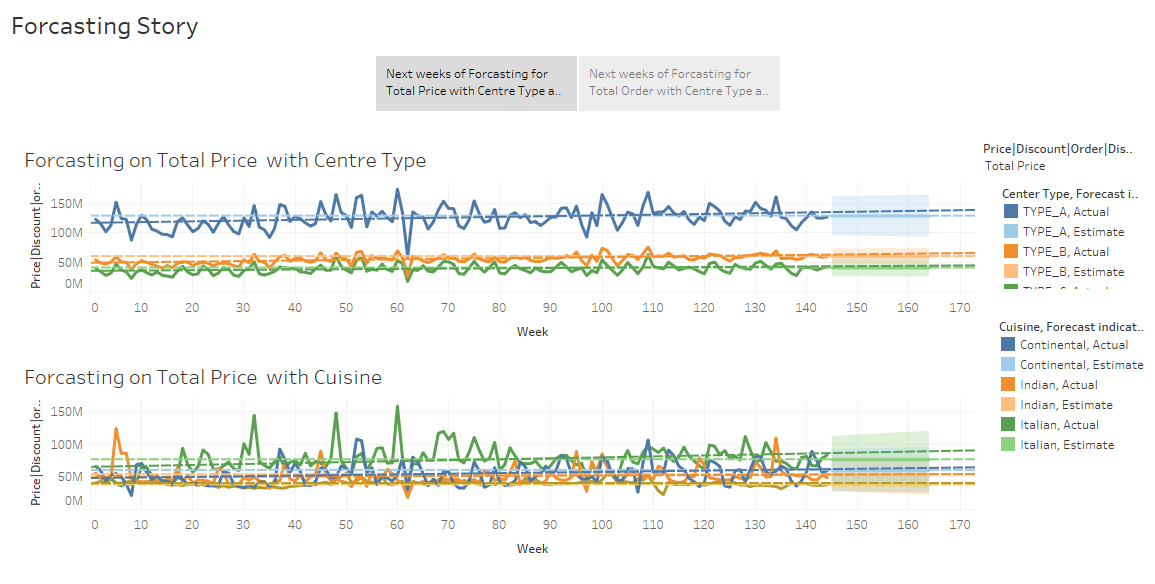 Forcasting Story
Next weeks of Forcasting for
Total Price with Centre Type a..
Next weeks of Forcasting for
Total Order with Centre Type a..
Forcasting on Total Price with Centre Type
Price|Discount|or..
150M
100M
50M
0M
0 10 20 30 40 50 60 70 80 90 100 110 120 130 140 150 160 170
Week
Forcasting on Total Price with Cuisine
Price|Discount|or..
150M
100M
50M
0M
0 10 20 30 40 50 60 70 80 90 100 110 120 130 140 150 160 170
Week
Price|Discount|Order|Dis..
Total Price
Center Type, Forecast i..
TYPE_A, Actual
TYPE_A, Estimate
TYPE_B, Actual
TYPE_B, Estimate
TYPE_C, Actual
Cuisine, Forecast indicat..
Continental, Actual
Continental, Estimate
Indian, Actual
Indian, Estimate
Italian, Actual
Italian, Estimate